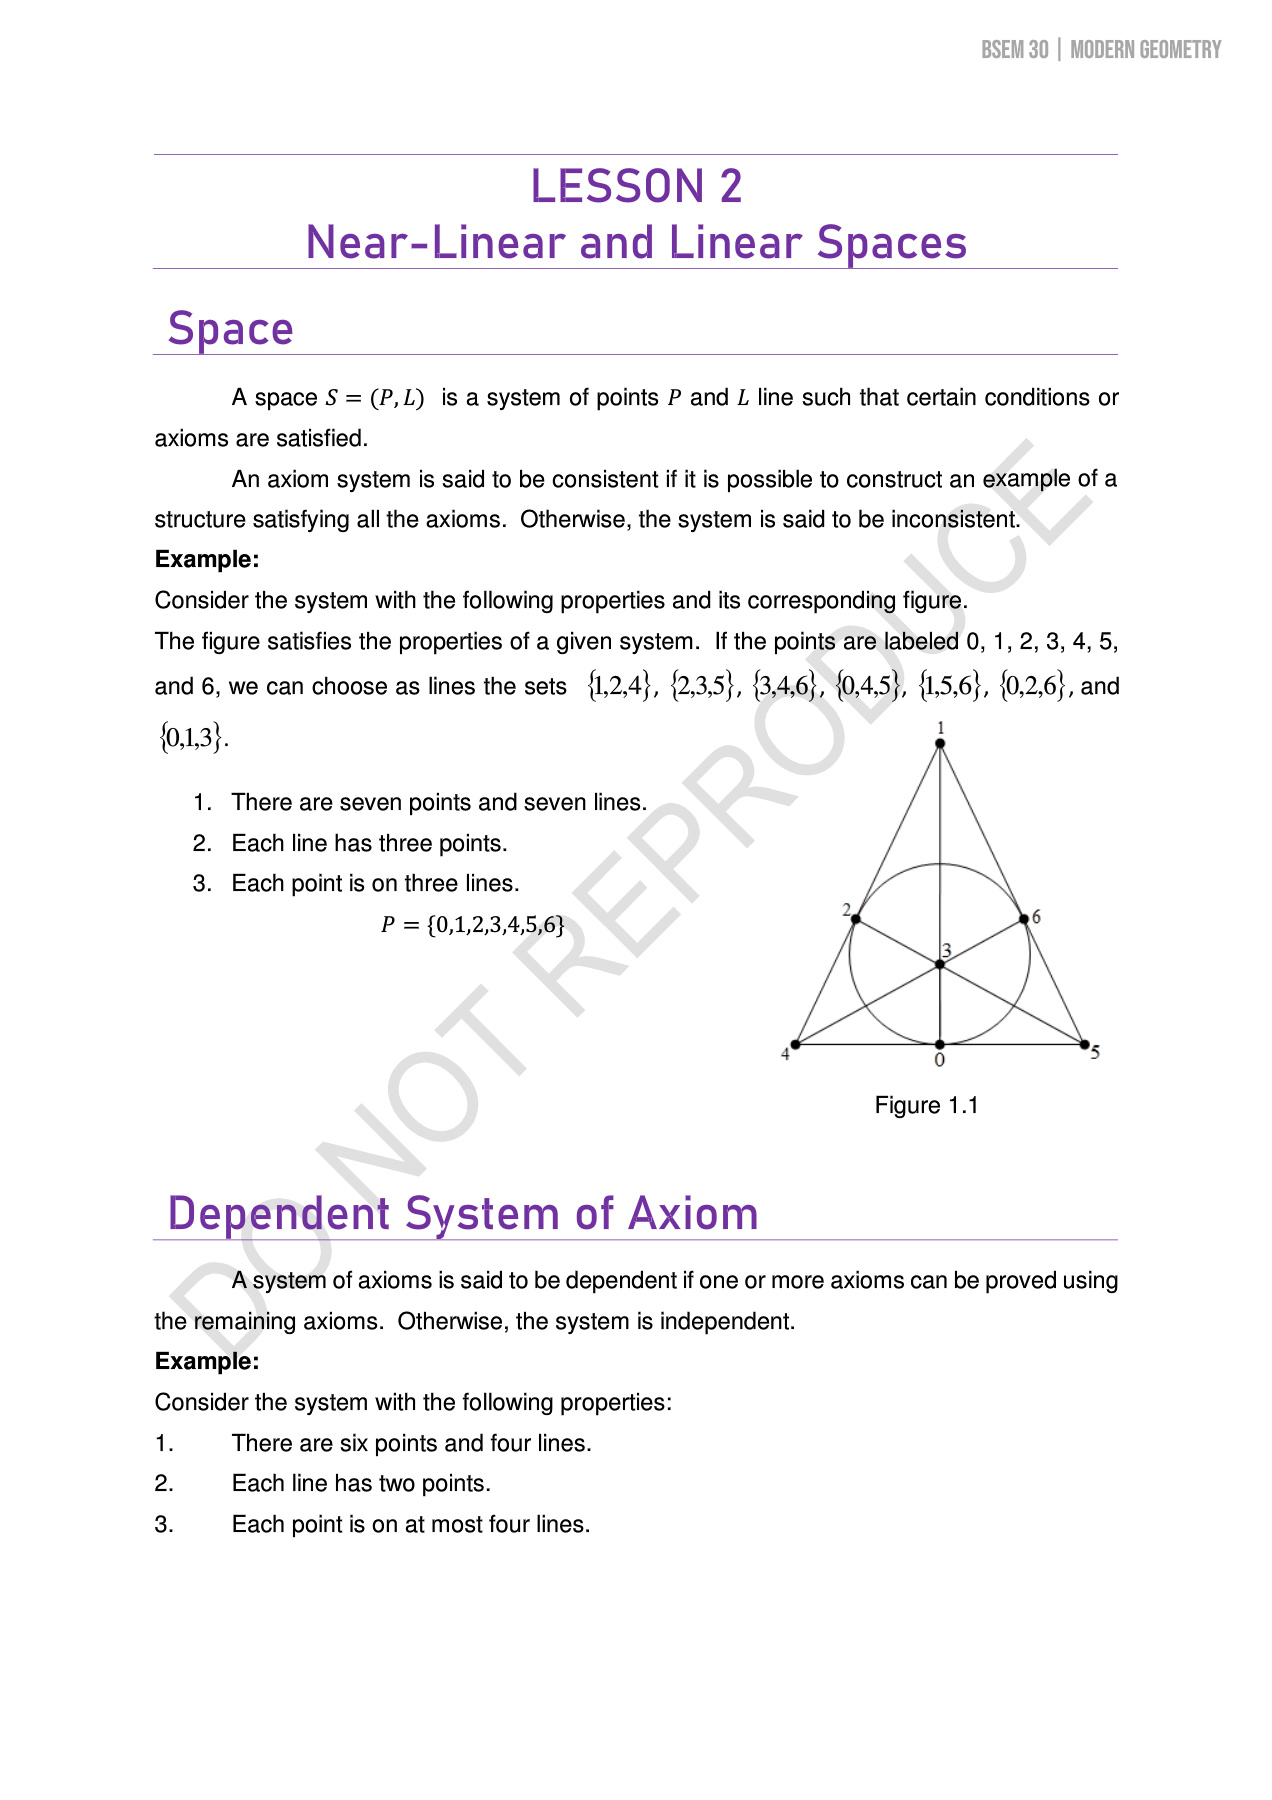 BSEM 30 | MODERN GEOMETRY
LESSON 2
Near-Linear and Linear Spaces
Space
A space S = (P, L) is a system of points P and L line such that certain conditions or
axioms are satisfied.
An axiom system is said to be consistent if it is possible to construct an example of a
structure satisfying all the axioms. Otherwise, the system is said to be inconsistent.
Example:
Consider the system with the following properties and its corresponding figure.
The figure satisfies the properties of a given system. If the points are labeled 0, 1, 2, 3, 4, 5,
and 6, we can choose as lines the sets {1,2,4}, {2,3,5}, {3,4,6}, {0,4,5}, {1,5,6}, {0,2,6}, and
{0,1,3}.
1. There are seven points and seven lines.
2. Each line has three points.
3. Each point is on three lines.
P = {0,1,2,3,4,5,6}
1
2
6
3
4
0
5
Figure 1.1
Dependent System of Axiom
A system of axioms is said to be dependent if one or more axioms can be proved using
the remaining axioms. Otherwise, the system is independent.
Example:
Consider the system with the following properties:
1. There are six points and four lines.
2. Each line has two points.
3. Each point is on at most four lines.
DO NOT REPRODUCE